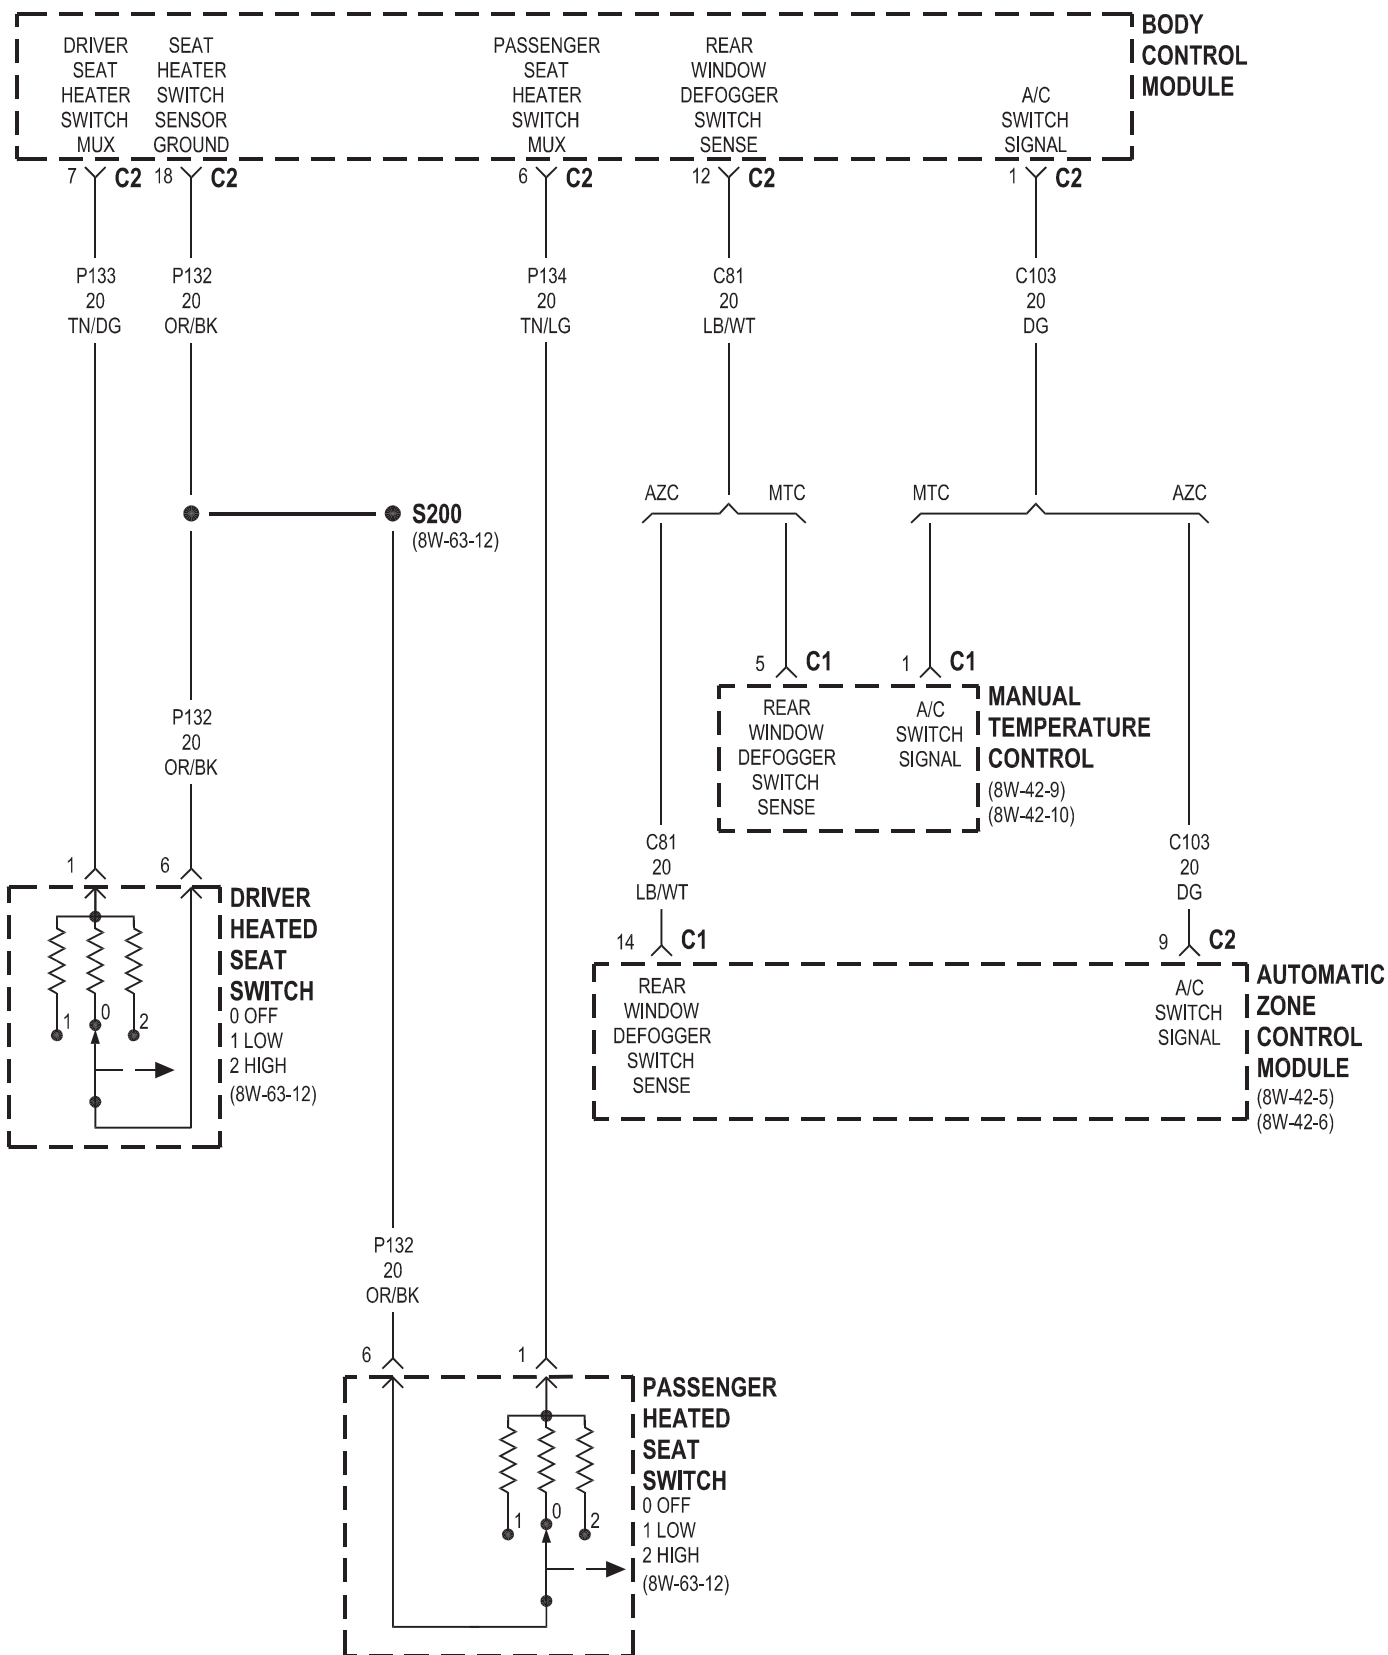 BODY
CONTROL
MODULE
DRIVER
SEAT
HEATER
SWITCH
MUX
SEAT
HEATER
SWITCH
SENSOR
GROUND
PASSENGER
SEAT
HEATER
SWITCH
MUX
REAR
WINDOW
DEFOGGER
SWITCH
SENSE
A/C
SWITCH
SIGNAL
7 C2
18 C2
6 C2
12 C2
1 C2
P133
20
TN/DG
P132
20
OR/BK
P134
20
TN/LG
C81
20
LB/WT
C103
20
DG
AZC
MTC
MTC
AZC
S200
(8W-63-12)
5 C1
1 C1
REAR
WINDOW
DEFOGGER
SWITCH
SENSE
A/C
SWITCH
SIGNAL
MANUAL
TEMPERATURE
CONTROL
(8W-42-9)
(8W-42-10)
P132
20
OR/BK
C81
20
LB/WT
C103
20
DG
1
6
DRIVER
HEATED
SEAT
SWITCH
0 OFF
1 LOW
2 HIGH
(8W-63-12)
1
0
2
14 C1
9 C2
REAR
WINDOW
DEFOGGER
SWITCH
SENSE
A/C
SWITCH
SIGNAL
AUTOMATIC
ZONE
CONTROL
MODULE
(8W-42-5)
(8W-42-6)
P132
20
OR/BK
6
1
PASSENGER
HEATED
SEAT
SWITCH
0 OFF
1 LOW
2 HIGH
(8W-63-12)
1
0
2